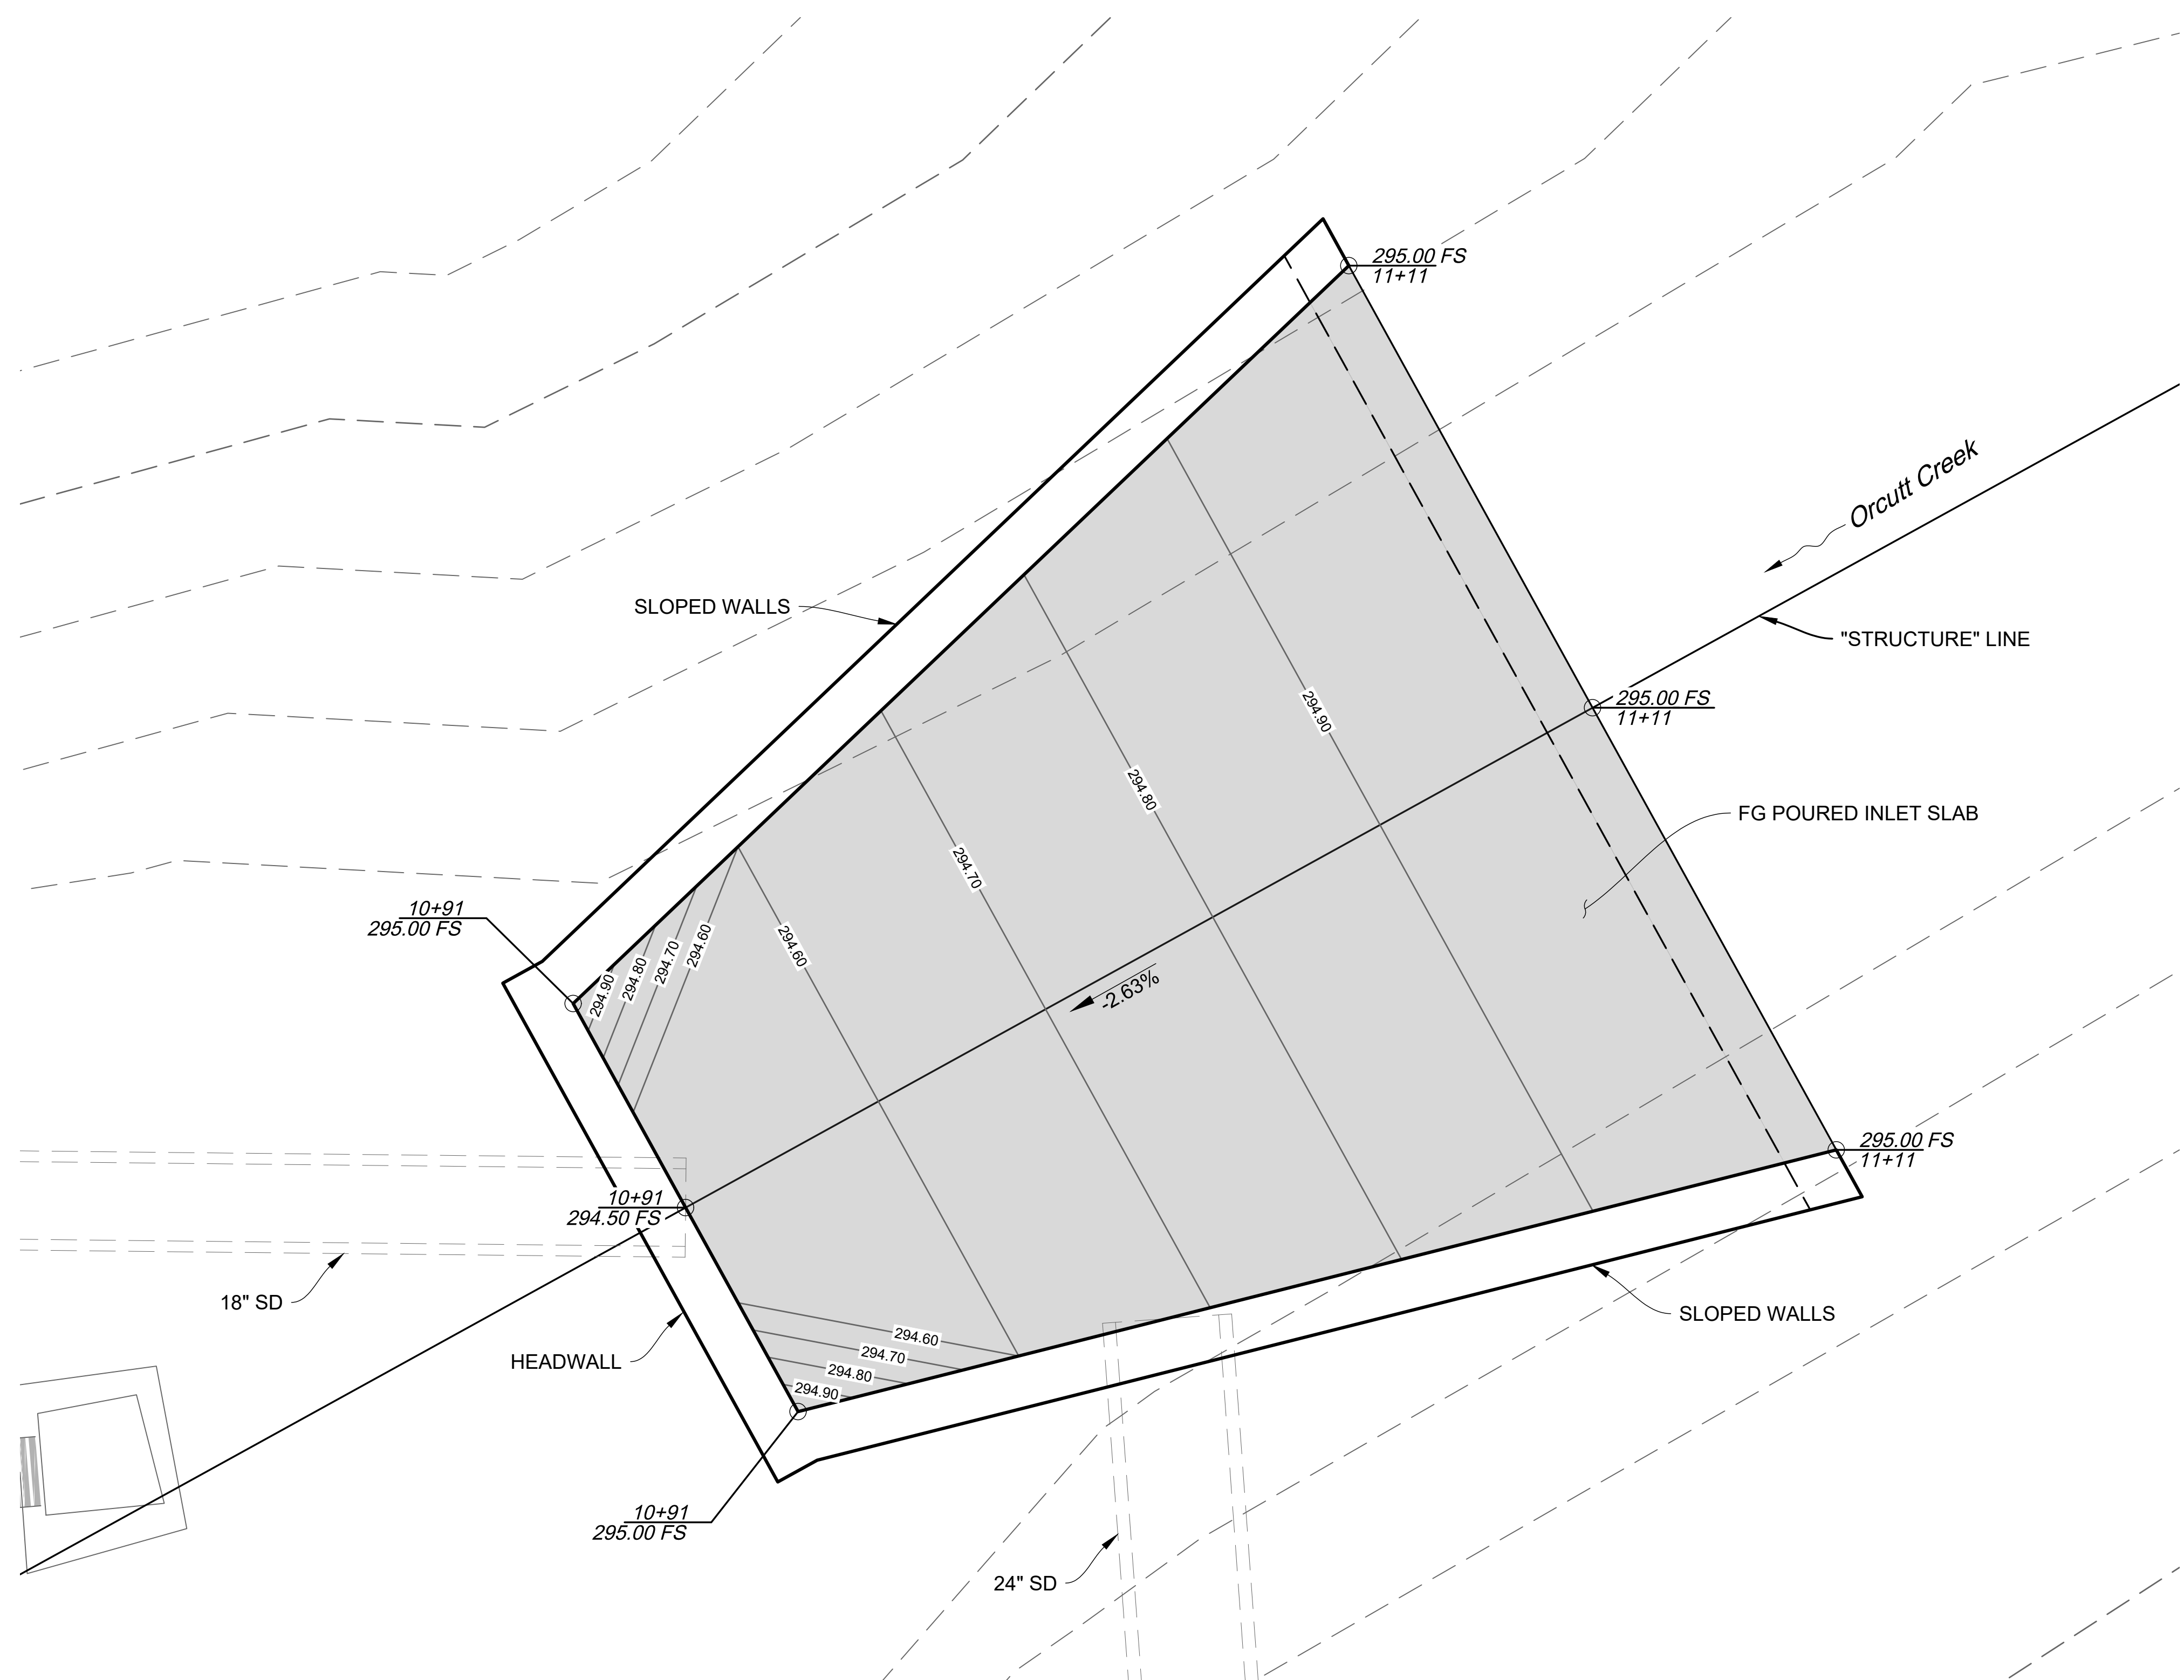 295.00 FS
11+11
Orcutt Creek
SLOPED WALLS
"STRUCTURE" LINE
295.00 FS
11+11
294.90
294.80
FG POURED INLET SLAB
294.70
10+91
295.00 FS
294.60
294.60
294.70
294.80
294.90
-2.63%
295.00 FS
11+11
10+91
294.50 FS
18" SD
SLOPED WALLS
294.60
294.70
294.80
294.90
HEADWALL
10+91
295.00 FS
24" SD